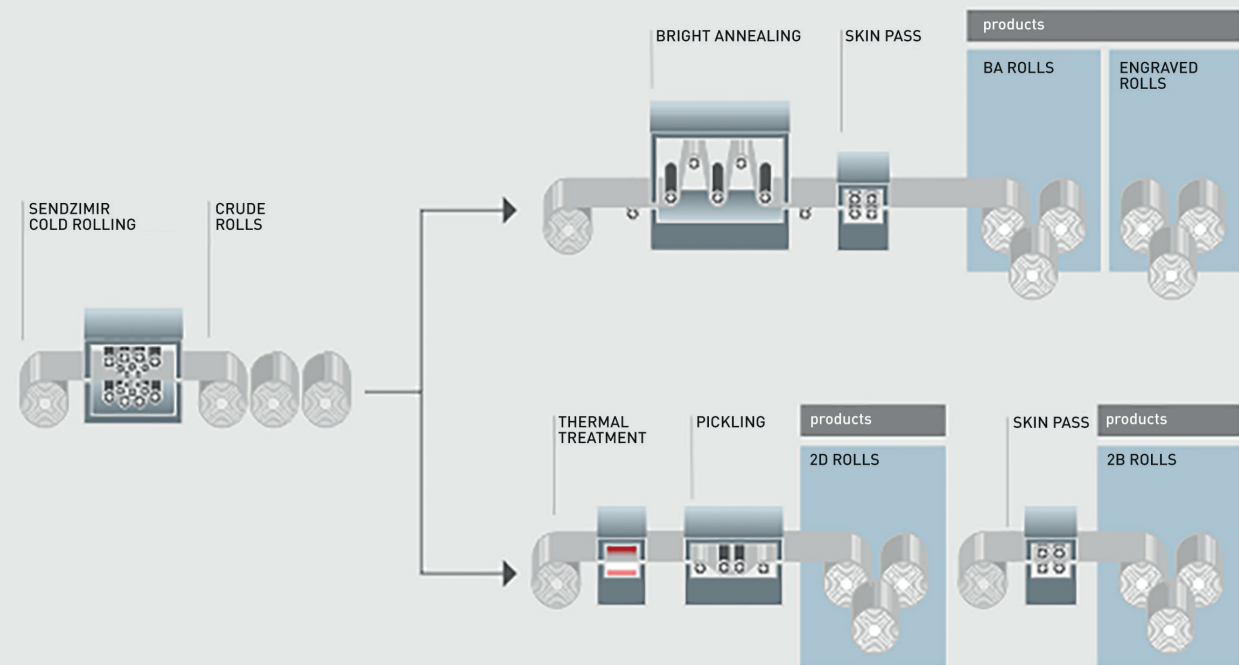 BRIGHT ANNEALING
SKIN PASS
products
BA ROLLS
ENGRAVED
ROLLS
SENDZIMIR
COLD ROLLING
CRUDE
ROLLS
THERMAL
TREATMENT
PICKLING
products
2D ROLLS
SKIN PASS
products
2B ROLLS